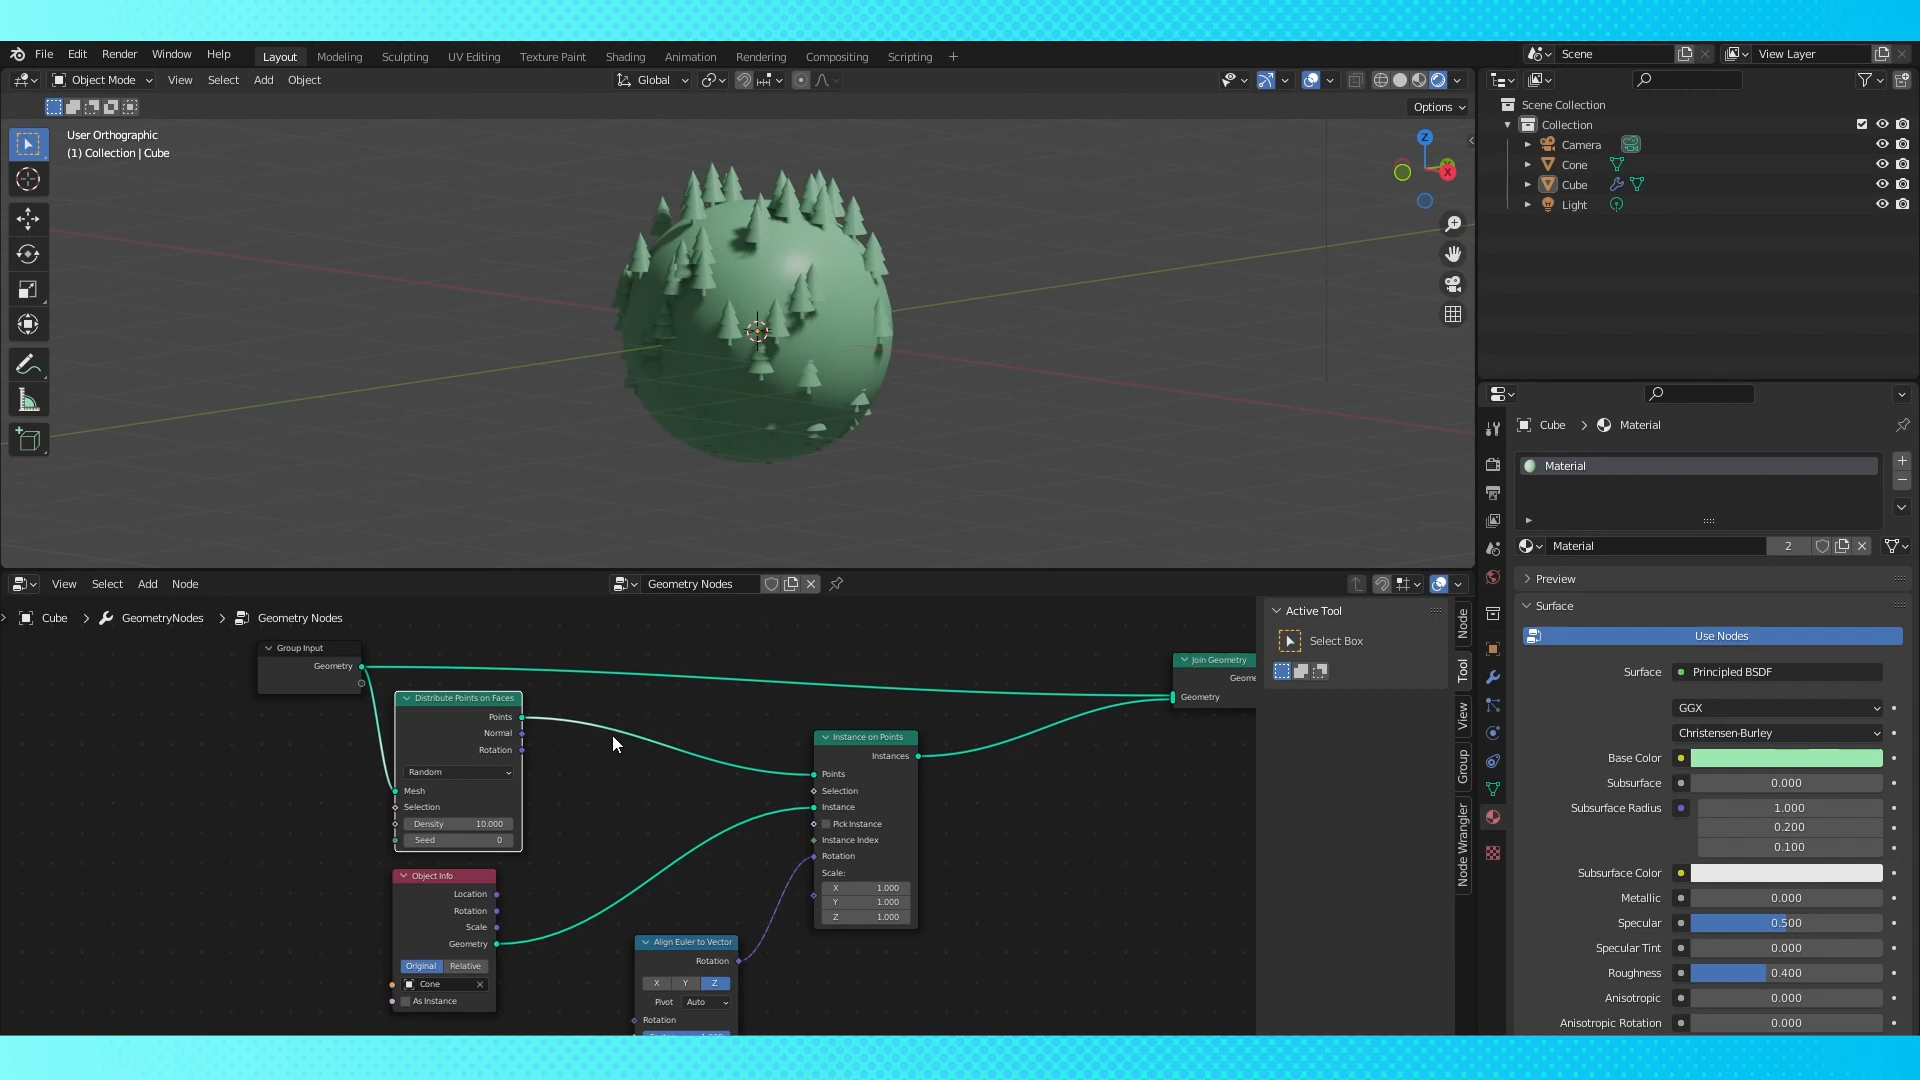 File Edit Render Window Help Layout Modeling Sculpting UV Editing Texture Paint Shading Animation Rendering Compositing Scripting + Scene View Layer
Object Mode View Select Add Object Global
Options
User Orthographic
(1) Collection | Cube
Z
Y
X
Scene Collection
Collection
Camera
Cone
Cube
Light
Cube > Material
Material
Material 2
Preview
Surface
Use Nodes
Surface Principled BSDF
GGX
Christensen-Burley
Base Color
Subsurface 0.000
Subsurface Radius 1.000
0.200
0.100
Subsurface Color
Metallic 0.000
Specular 0.500
Specular Tint 0.000
Roughness 0.400
Anisotropic 0.000
Anisotropic Rotation 0.000
View Select Add Node Geometry Nodes
Cube > GeometryNodes > Geometry Nodes
Group Input
Geometry
Distribute Points on Faces
Points
Normal
Rotation
Random
Mesh
Selection
Density 10.000
Seed 0
Object Info
Location
Rotation
Scale
Geometry
Original Relative
Cone
As Instance
Align Euler to Vector
Rotation
X Y Z
Pivot Auto
Rotation
Instance on Points
Instances
Points
Selection
Instance
Pick Instance
Instance Index
Rotation
Scale:
X 1.000
Y 1.000
Z 1.000
Join Geometry
Geome
Geometry
Active Tool
Select Box
Node
Tool
View
Group
Node Wrangler